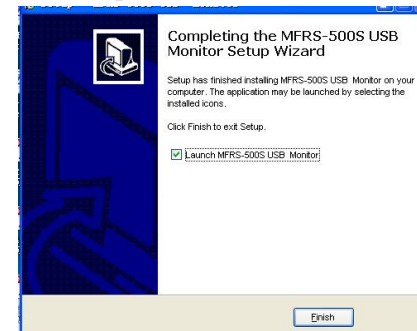 Completing the MFRS-500S USB
Monitor Setup Wizard
Setup has finished installing MFRS-500S USB Monitor on your
computer. The application may be launched by selecting the
installed icons.
Click Finish to exit Setup.
Launch MFRS-500S USB Monitor
Finish